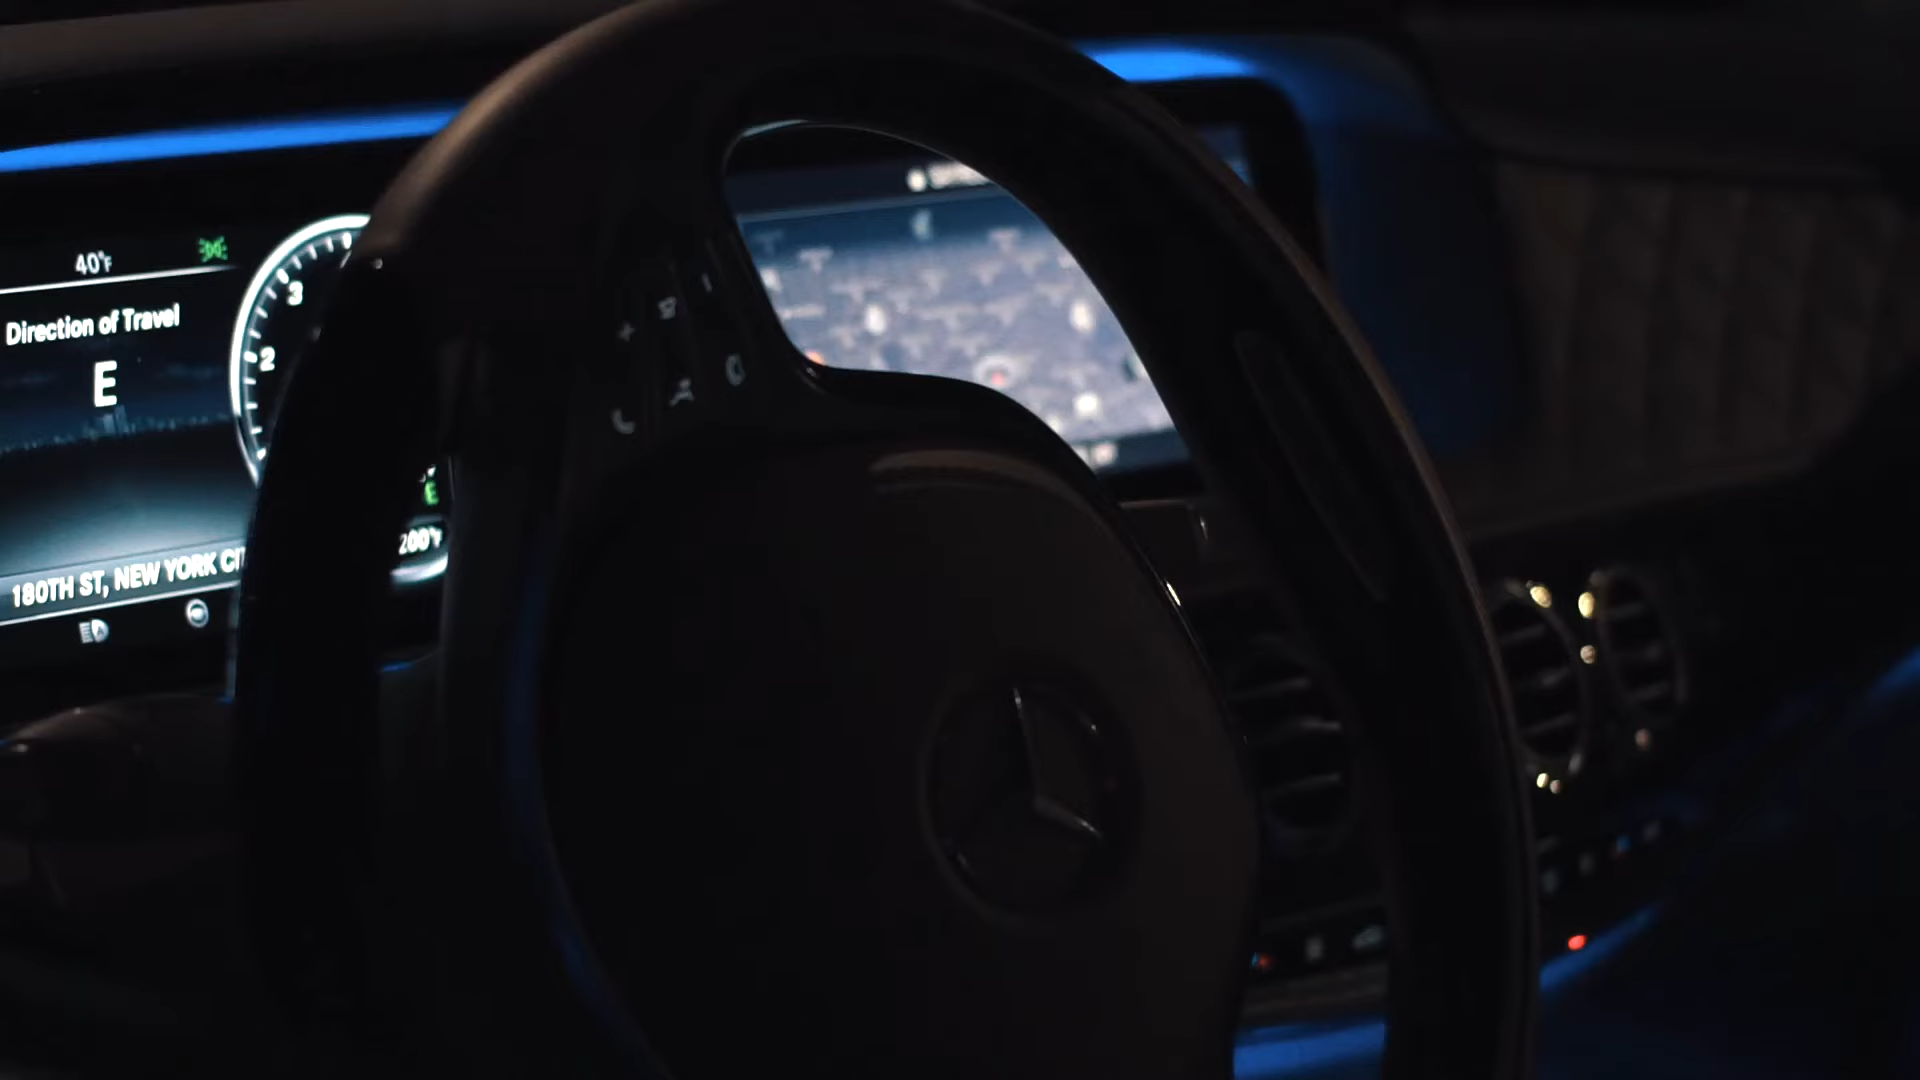 40°F
Direction of Travel
E
3
2
E
200°F
180TH ST, NEW YORK CI